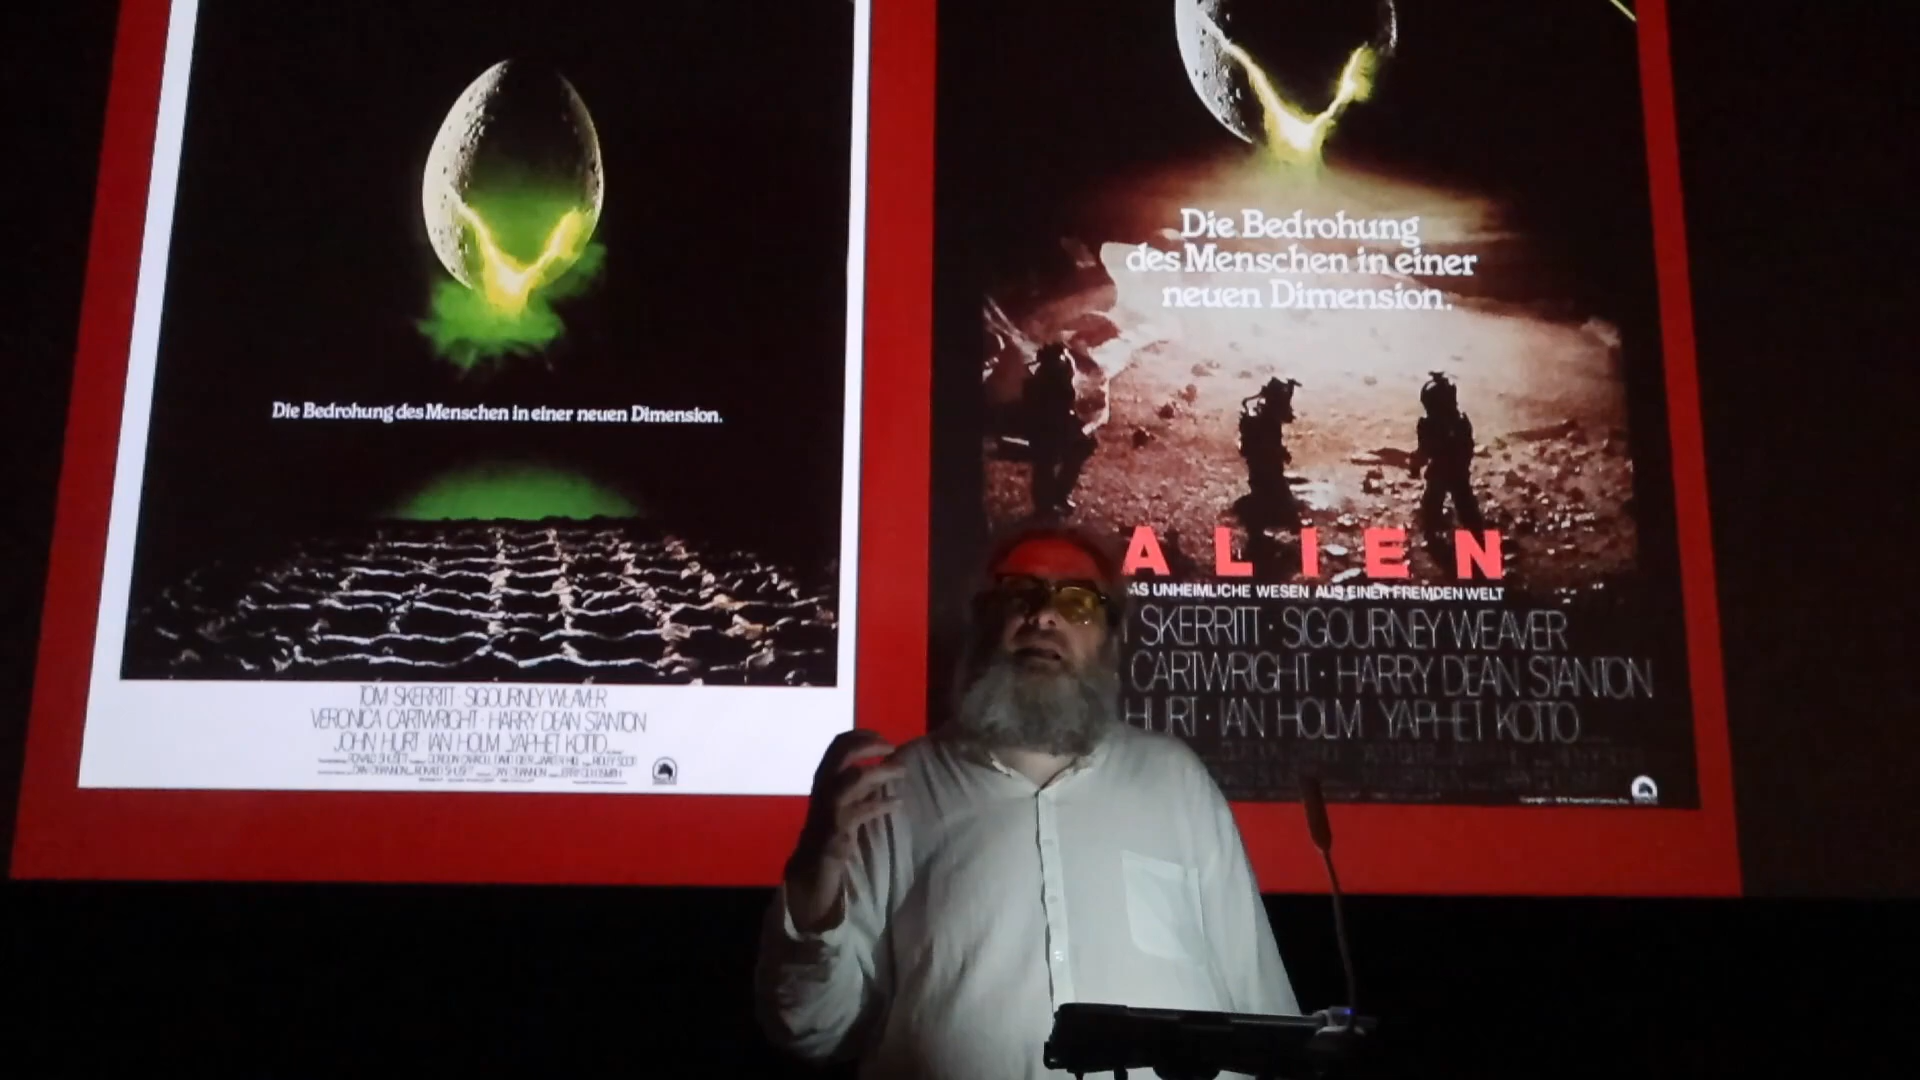 Die Bedrohung des Menschen in einer neuen Dimension.
TOM SKERRITT · SIGOURNEY WEAVER
VERONICA CARTWRIGHT · HARRY DEAN STANTON
JOHN HURT IAN HOLM YAPHET KOTTO
Die Bedrohung
des Menschen in einer
neuen Dimension.
ALIEN
AS UNHEIMLICHE WESEN AUS EINER FREMDEN WELT
SKERRITT · SIGOURNEY WEAVER
CARTWRIGHT · HARRY DEAN STANTON
HURT · IAN HOLM YAPHET KOTTO